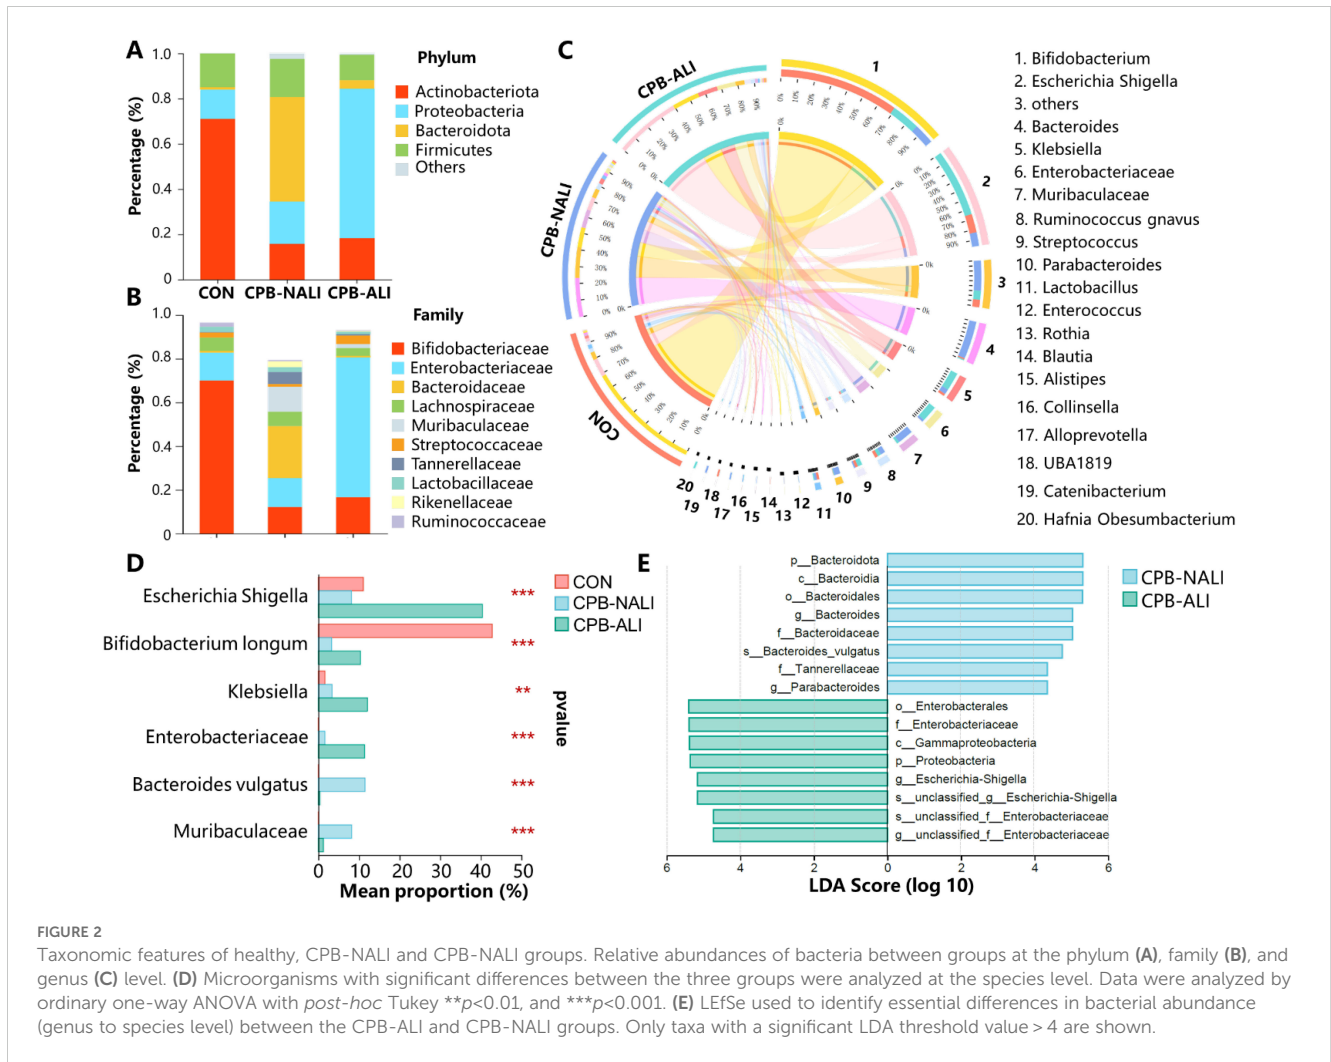 A
Percentage (%)
1.0
0.8
0.6
0.4
0.2
0
CON CPB-NALI CPB-ALI
Phylum
Actinobacteriota
Proteobacteria
Bacteroidota
Firmicutes
Others
B
Percentage (%)
1.0
0.8
0.6
0.4
0.2
0
Family
Bifidobacteriaceae
Enterobacteriaceae
Bacteroidaceae
Lachnospiraceae
Muribaculaceae
Streptococcaceae
Tannerellaceae
Lactobacillaceae
Rikenellaceae
Ruminococcaceae
C
CPB-ALI
CPB-NALI
CON
1
2
3
4
5
6
7
8
9
10
11
12
13
14
15
16
17
18
19
20
1. Bifidobacterium
2. Escherichia Shigella
3. others
4. Bacteroides
5. Klebsiella
6. Enterobacteriaceae
7. Muribaculaceae
8. Ruminococcus gnavus
9. Streptococcus
10. Parabacteroides
11. Lactobacillus
12. Enterococcus
13. Rothia
14. Blautia
15. Alistipes
16. Collinsella
17. Alloprevotella
18. UBA1819
19. Catenibacterium
20. Hafnia Obesumbacterium
D
Escherichia Shigella ***
Bifidobacterium longum ***
Klebsiella **
Enterobacteriaceae ***
Bacteroides vulgatus ***
Muribaculaceae ***
0 10 20 30 40 50
Mean proportion (%)
CON
CPB-NALI
CPB-ALI
pvalue
E
p__Bacteroidota
c__Bacteroidia
o__Bacteroidales
g__Bacteroides
f__Bacteroidaceae
s__Bacteroides_vulgatus
f__Tannerellaceae
g__Parabacteroides
o__Enterobacterales
f__Enterobacteriaceae
c__Gammaproteobacteria
p__Proteobacteria
g__Escherichia-Shigella
s__unclassified_g__Escherichia-Shigella
s__unclassified_f__Enterobacteriaceae
g__unclassified_f__Enterobacteriaceae
6 4 2 0 2 4 6
LDA Score (log 10)
CPB-NALI
CPB-ALI
FIGURE 2
Taxonomic features of healthy, CPB-NALI and CPB-NALI groups. Relative abundances of bacteria between groups at the phylum (A), family (B), and
genus (C) level. (D) Microorganisms with significant differences between the three groups were analyzed at the species level. Data were analyzed by
ordinary one-way ANOVA with post-hoc Tukey **p<0.01, and ***p<0.001. (E) LEfSe used to identify essential differences in bacterial abundance
(genus to species level) between the CPB-ALI and CPB-NALI groups. Only taxa with a significant LDA threshold value > 4 are shown.